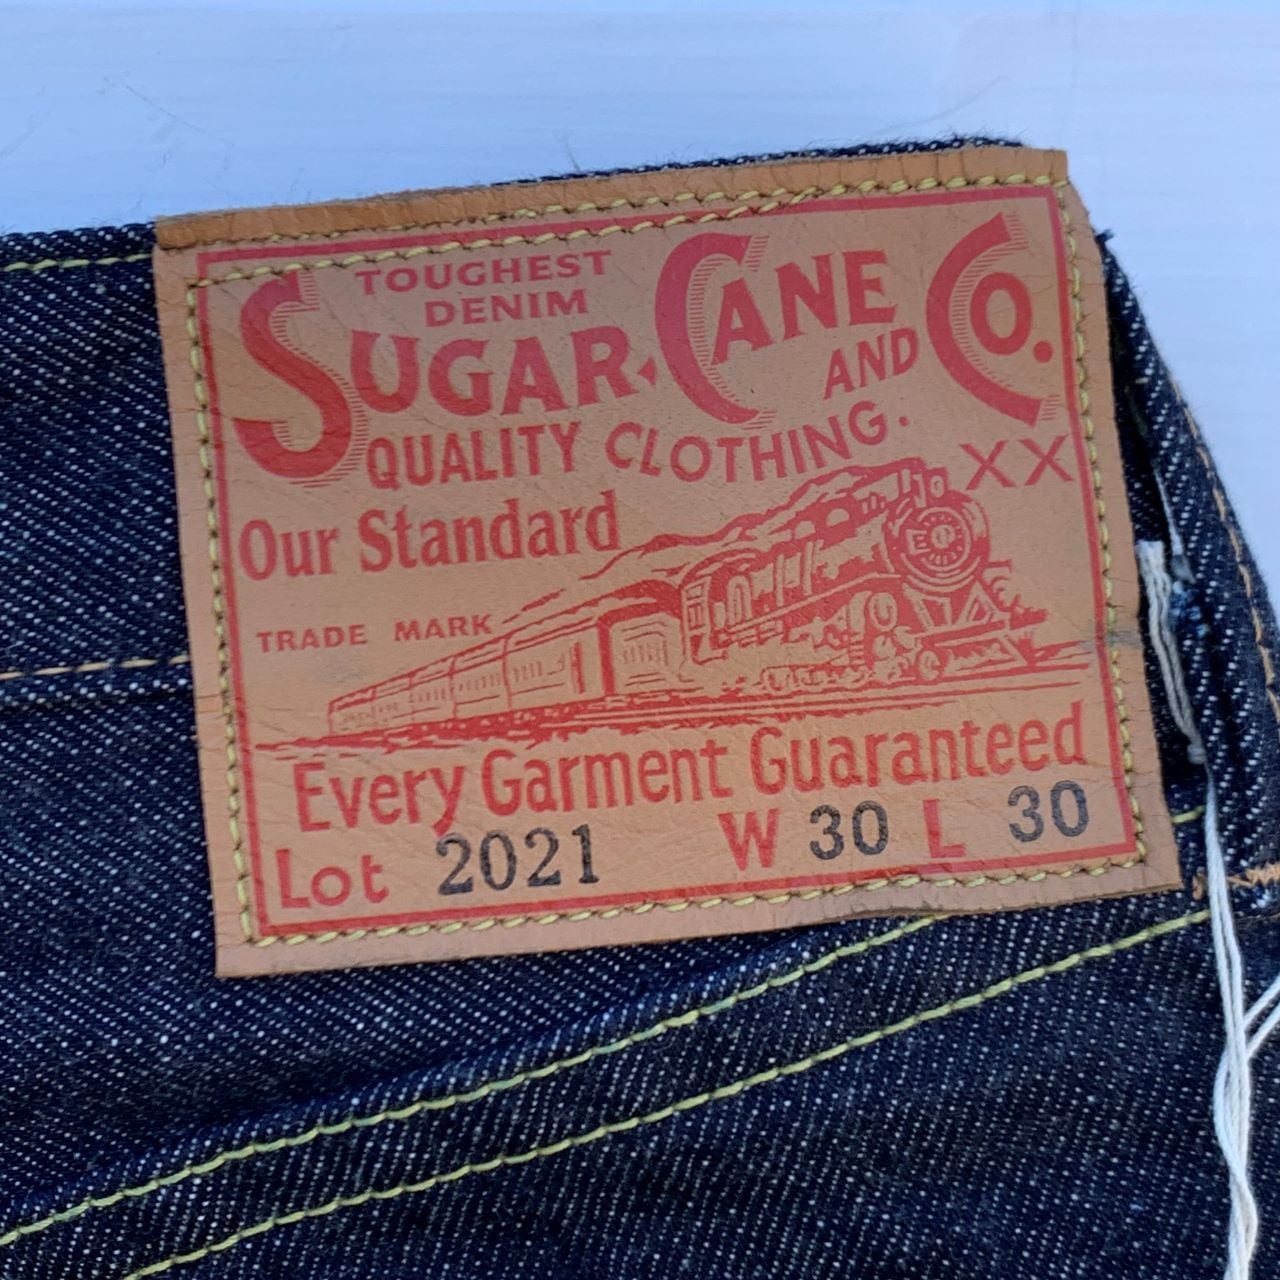 TOUGHEST
DENIM
SUGAR CANE AND CO.
QUALITY CLOTHING.
XX
Our Standard
TRADE MARK
Every Garment Guaranteed
Lot 2021 W 30 L 30